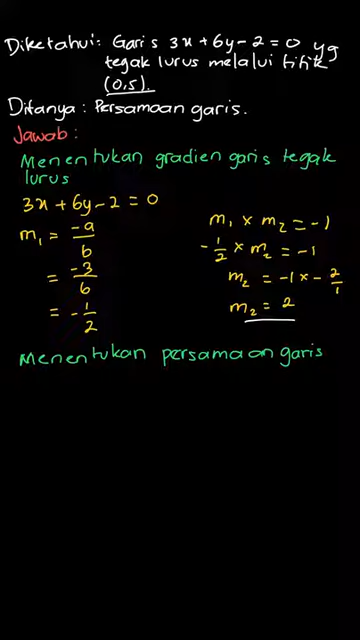 Diketahui: Garis 3x + 6y - 2 = 0 yg
tegak lurus melalui titik
(0,5).
Ditanya: Persamaan garis.
Jawab:
Menentukan gradien garis tegak
lurus
3x + 6y - 2 = 0
m₁ = -a/b
= -3/6
= -1/2
m₁ × m₂ = -1
-1/2 × m₂ = -1
m₂ = -1 × -2/1
m₂ = 2
Menentukan persamaan garis